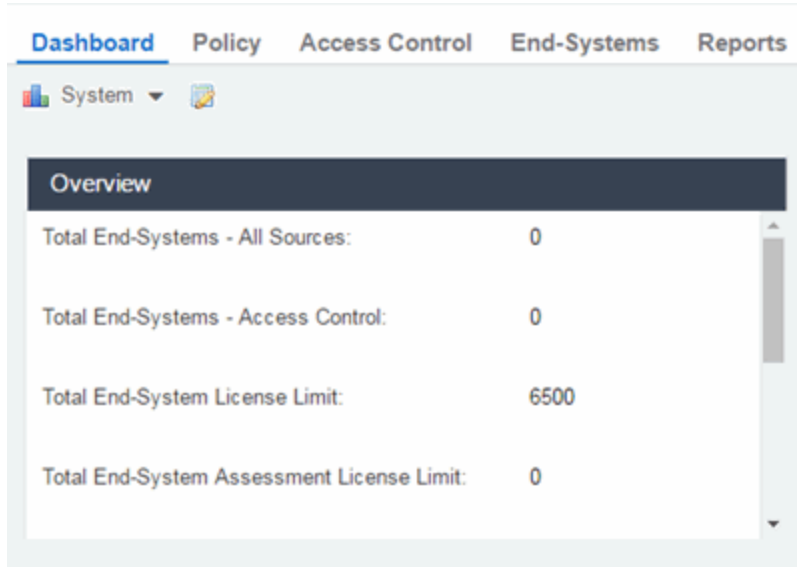 Dashboard Policy Access Control End-Systems Reports
System
Overview
Total End-Systems - All Sources: 0
Total End-Systems - Access Control: 0
Total End-System License Limit: 6500
Total End-System Assessment License Limit: 0